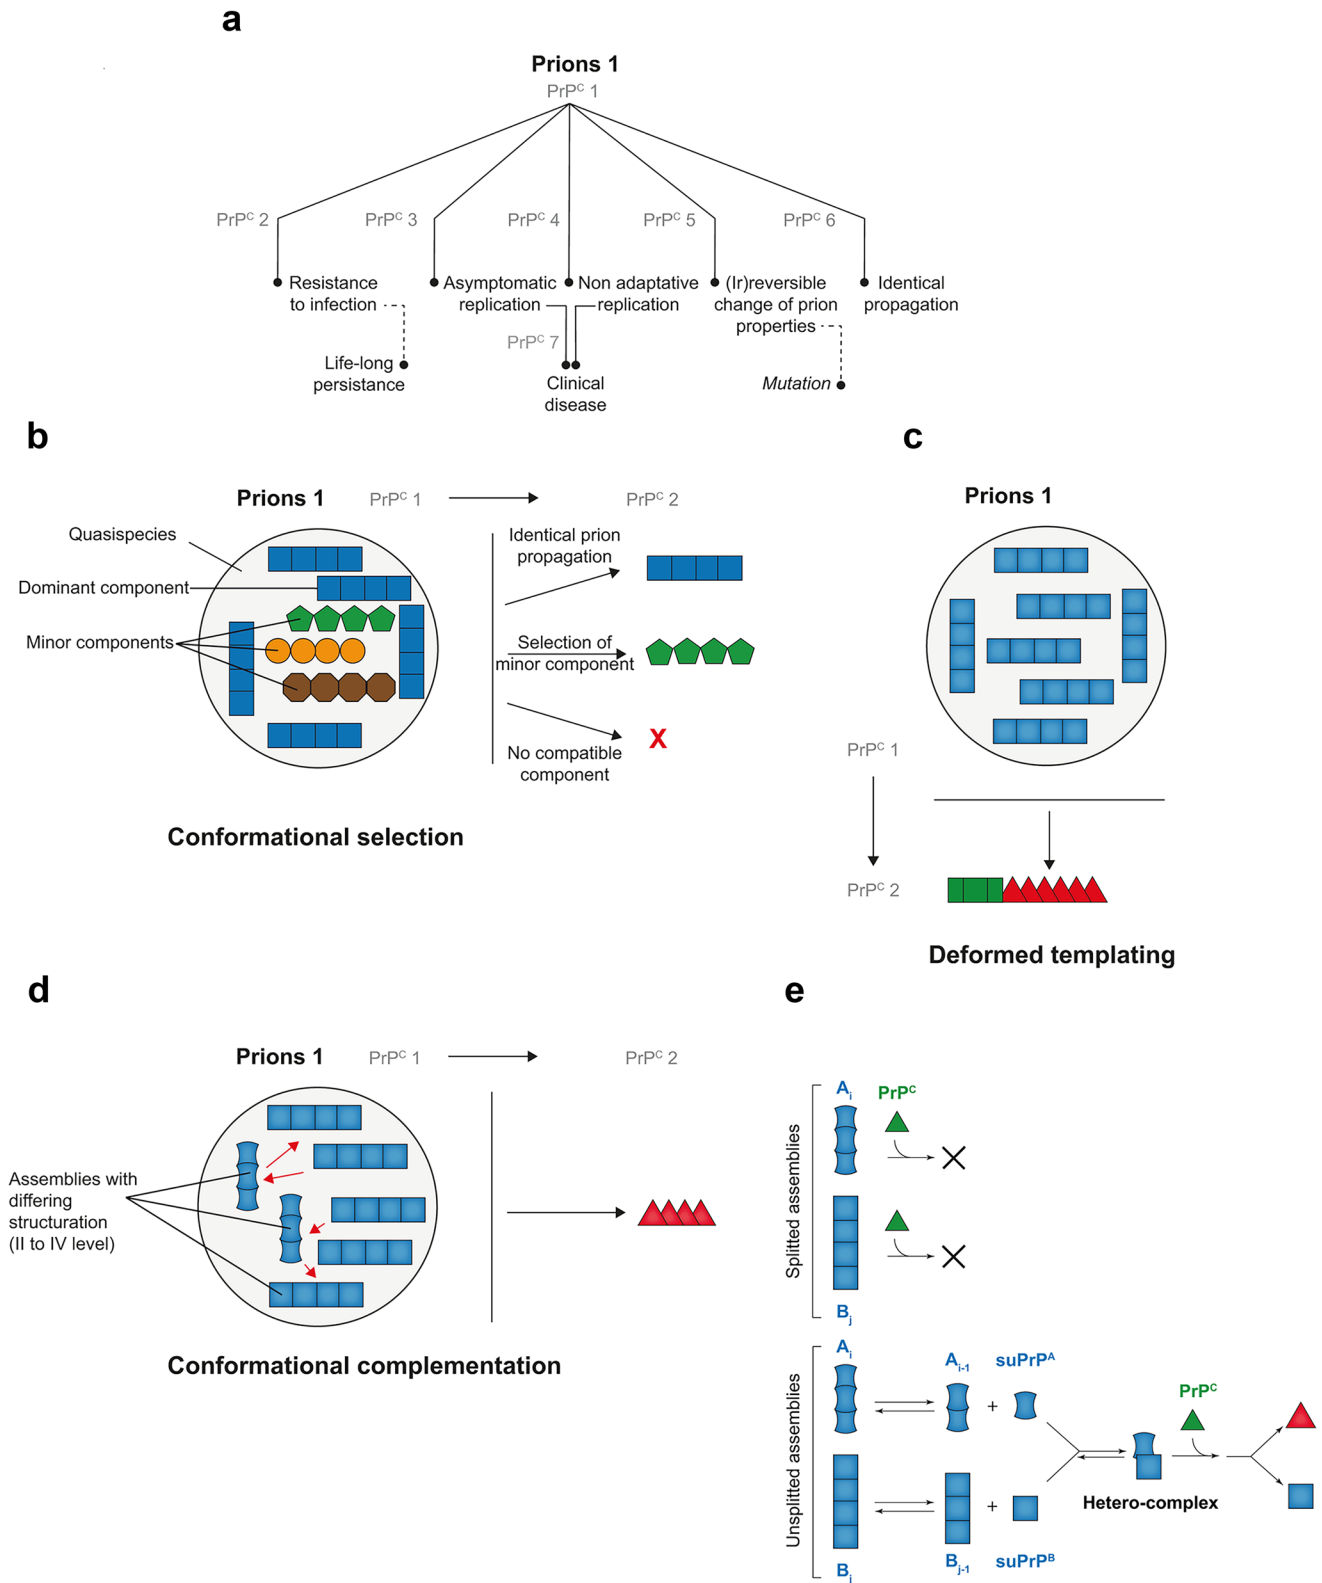 a
Prions 1
PrPC 1
PrPC 2
PrPC 3
PrPC 4
PrPC 5
PrPC 6
Resistance
to infection
Asymptomatic
replication
Non adaptative
replication
(Ir)reversible
change of prion
properties
Identical
propagation
PrPC 7
Life-long
persistance
Clinical
disease
Mutation
b
Prions 1
PrPC 1
PrPC 2
Quasispecies
Dominant component
Minor components
Identical prion
propagation
Selection of
minor component
X
No compatible
component
Conformational selection
c
Prions 1
PrPC 1
PrPC 2
Deformed templating
d
Prions 1
PrPC 1
PrPC 2
Assemblies with
differing
structuration
(II to IV level)
Conformational complementation
e
Splitted assemblies
Ai
PrPC
Bj
Unsplitted assemblies
Ai
Ai-1
+
suPrPA
PrPC
Hetero-complex
+
Bj
Bj-1
suPrPB